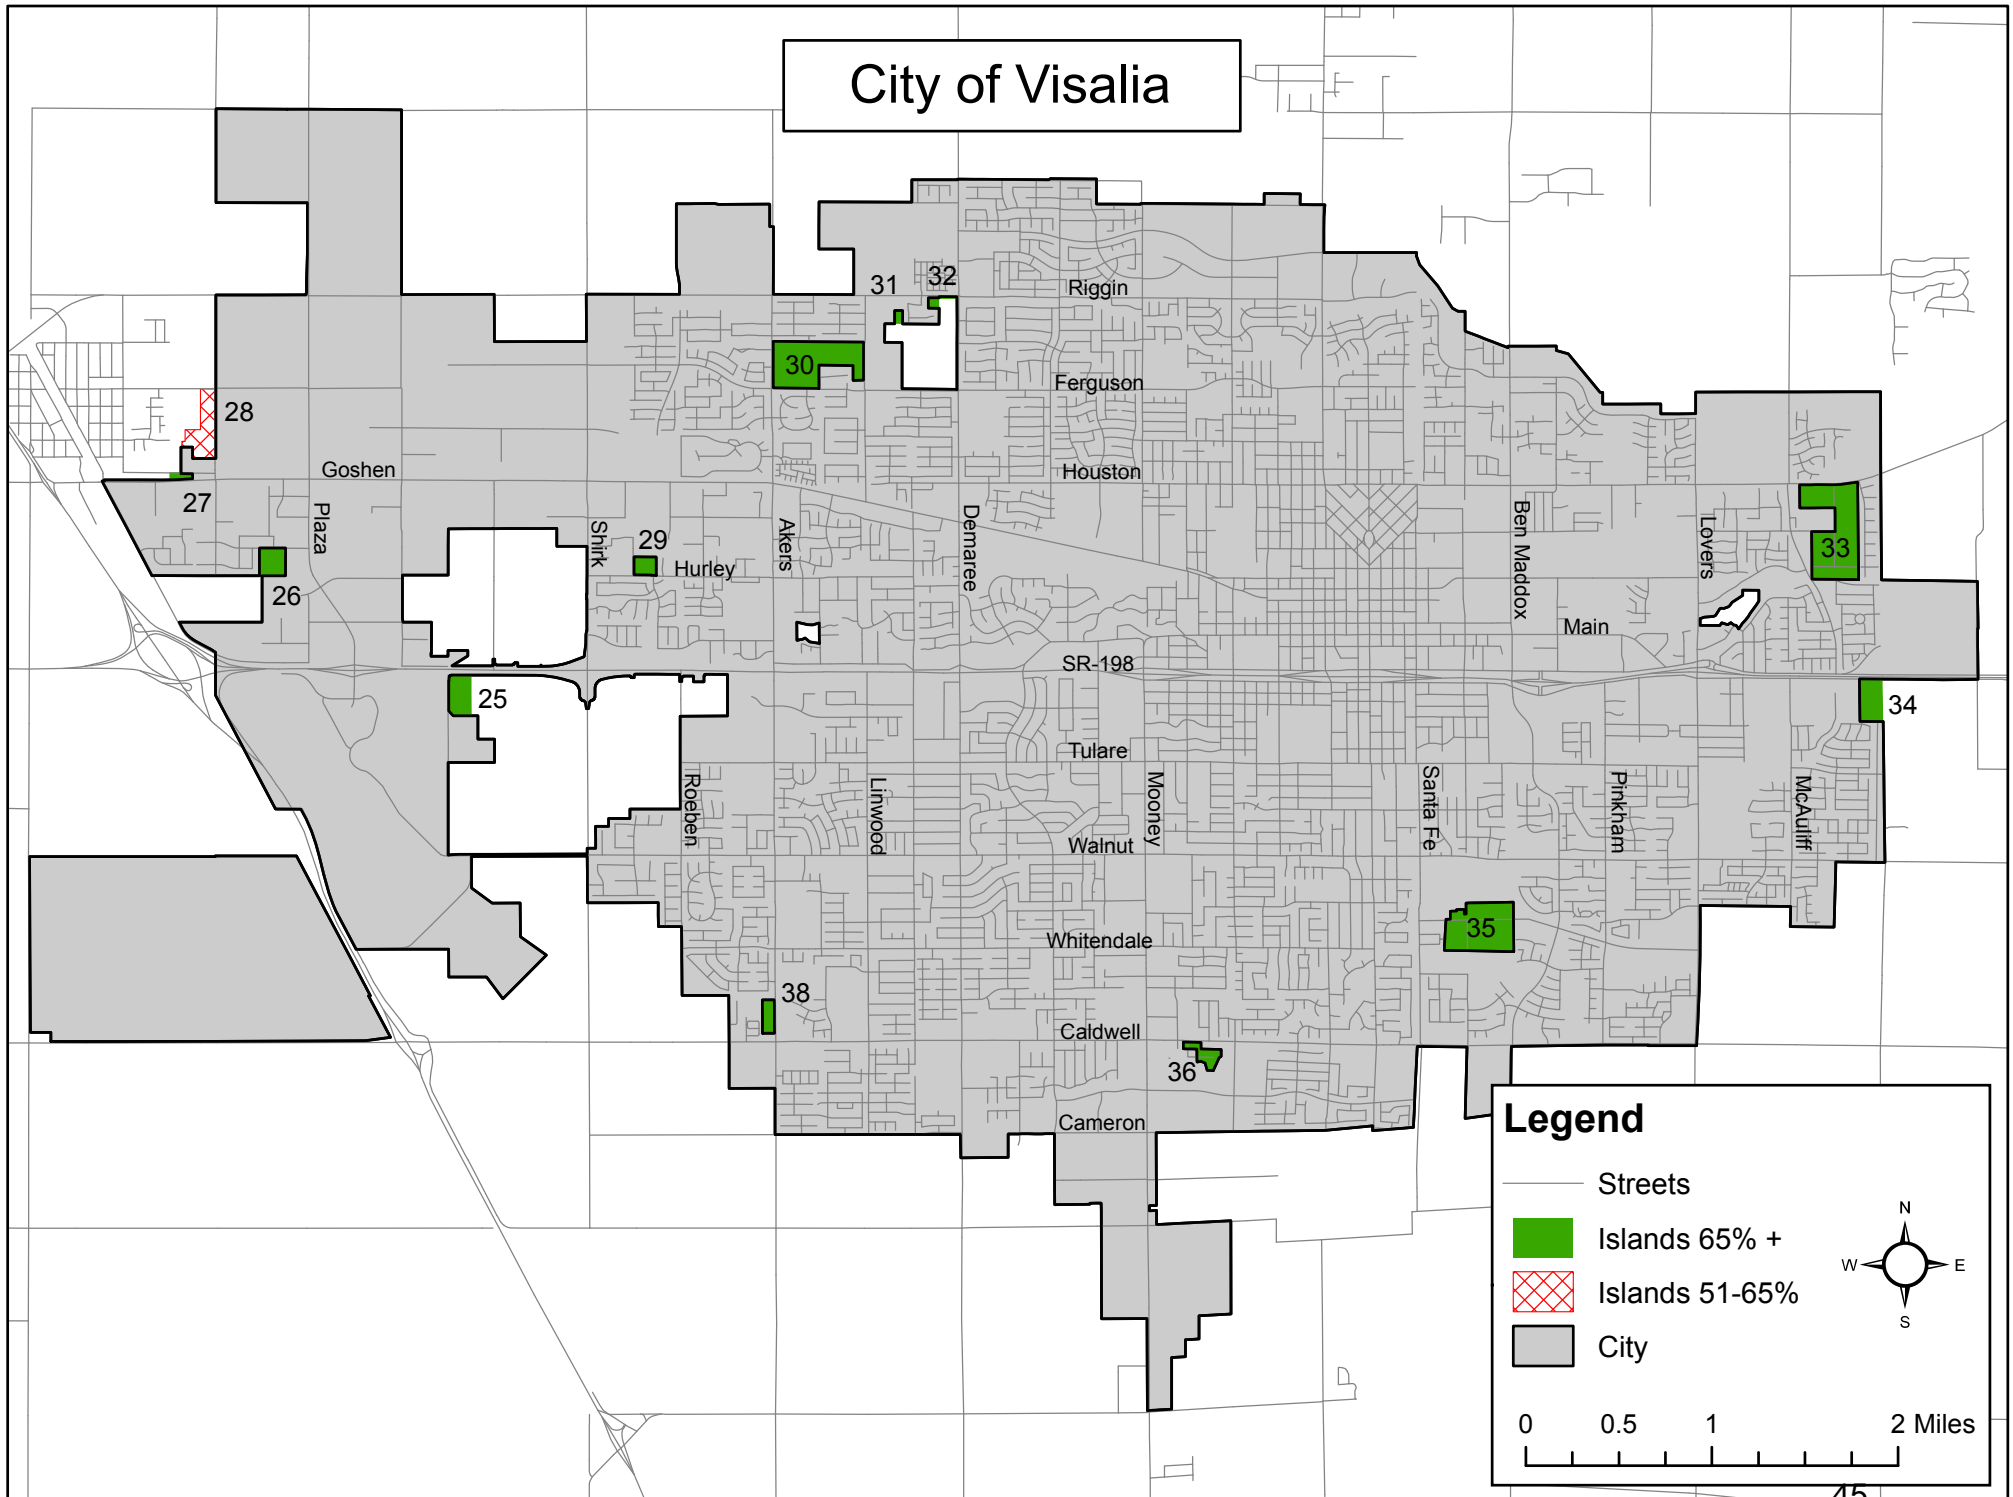 City of Visalia
31
32
Riggin
30
Ferguson
28
Goshen
Houston
27
Plaza
Shirk
29
Hurley
Akers
Demaree
Ben Maddox
Lovers
33
26
Main
SR-198
25
34
Tulare
Roeben
Linwood
Mooney
Santa Fe
Pinkham
McAuliff
Walnut
35
Whitendale
38
Caldwell
36
Cameron
Legend
Streets
Islands 65% +
Islands 51-65%
City
N
W E
S
0 0.5 1 2 Miles
45